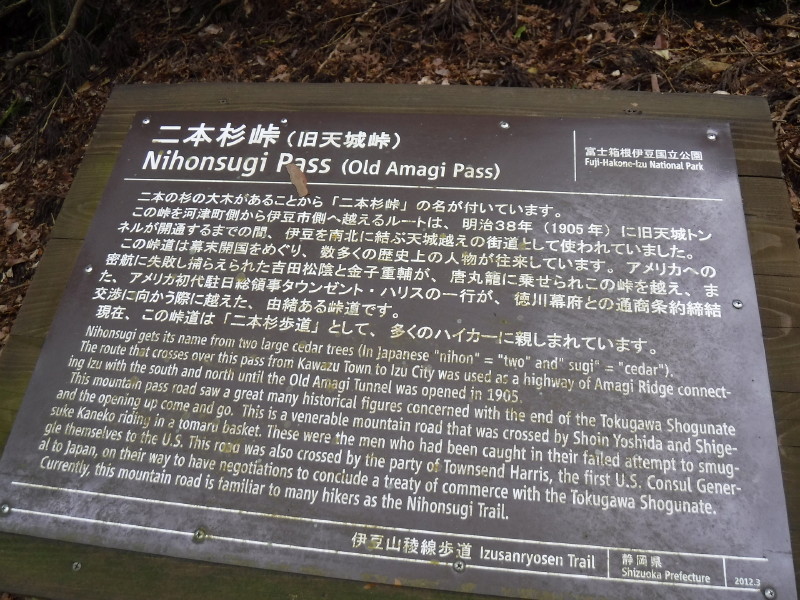 二本杉峠(旧天城峠)
Nihonsugi Pass (Old Amagi Pass)
富士箱根伊豆国立公園
Fuji-Hakone-Izu National Park
二本の杉の大木があることから「二本杉峠」の名が付いています。
この峠を河津町側から伊豆市側へ越えるルートは、明治38年(1905年)に旧天城トン
ネルが開通するまでの間、伊豆を南北に結ぶ天城越えの街道として使われていました。
この峠道は幕末開国をめぐり、数多くの歴史上の人物が往来しています。アメリカへの
密航に失敗し捕らえられた吉田松陰と金子重輔が、唐丸籠に乗せられこの峠を越え、ま
た、アメリカ初代駐日総領事タウンゼント・ハリスの一行が、徳川幕府との通商条約締結
交渉に向かう際に越えた、由緒ある峠道です。
現在、この峠道は「二本杉歩道」として、多くのハイカーに親しまれています。
Nihonsugi gets its name from two large cedar trees (In Japanese "nihon" = "two" and" sugi" = "cedar").
The route that crosses over this pass from Kawazu Town to Izu City was used as a highway of Amagi Ridge connect-
ing Izu with the south and north until the Old Amagi Tunnel was opened in 1905.
This mountain pass road saw a great many historical figures concerned with the end of the Tokugawa Shogunate
and the opening up come and go. This is a venerable mountain road that was crossed by Shoin Yoshida and Shige-
suke Kaneko riding in a tomaru basket. These were the men who had been caught in their failed attempt to smug-
gle themselves to the U.S. This road was also crossed by the party of Townsend Harris, the first U.S. Consul Gener-
al to Japan, on their way to have negotiations to conclude a treaty of commerce with the Tokugawa Shogunate.
Currently, this mountain road is familiar to many hikers as the Nihonsugi Trail.
伊豆山稜線歩道 Izusanryosen Trail
静岡県
Shizuoka Prefecture
2012.3